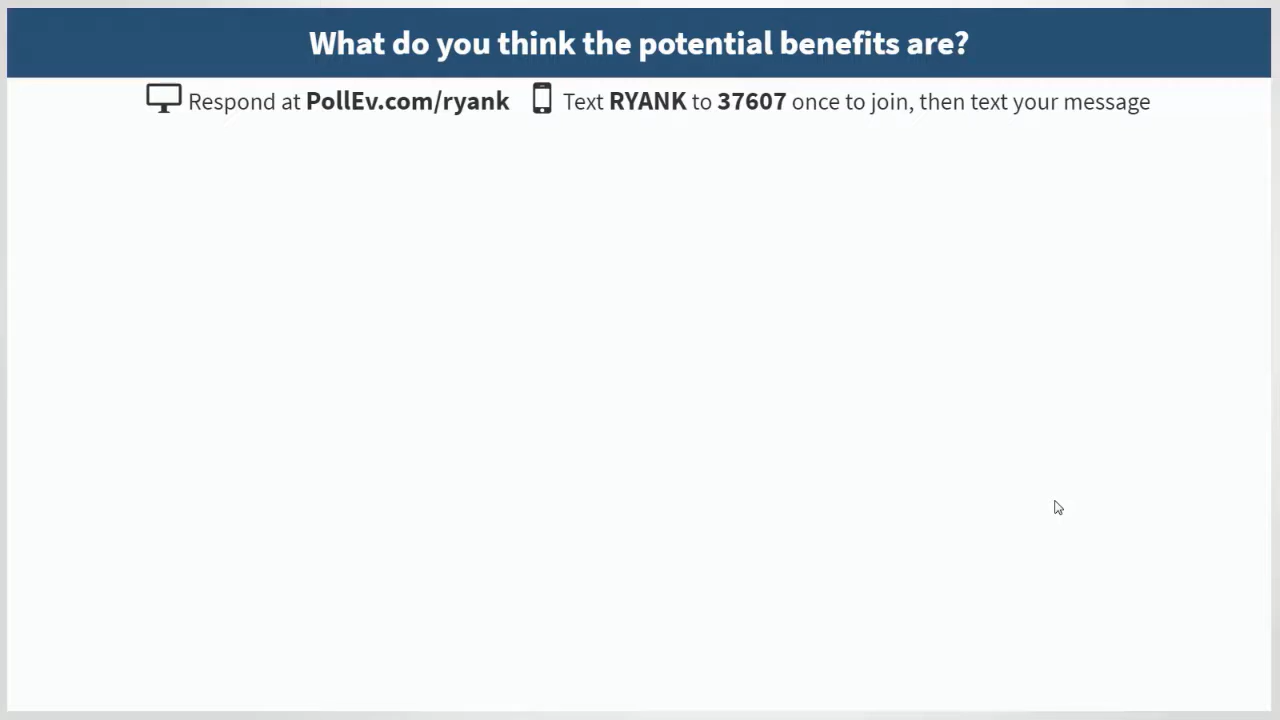 What do you think the potential benefits are?
Respond at PollEv.com/ryank Text RYANK to 37607 once to join, then text your message